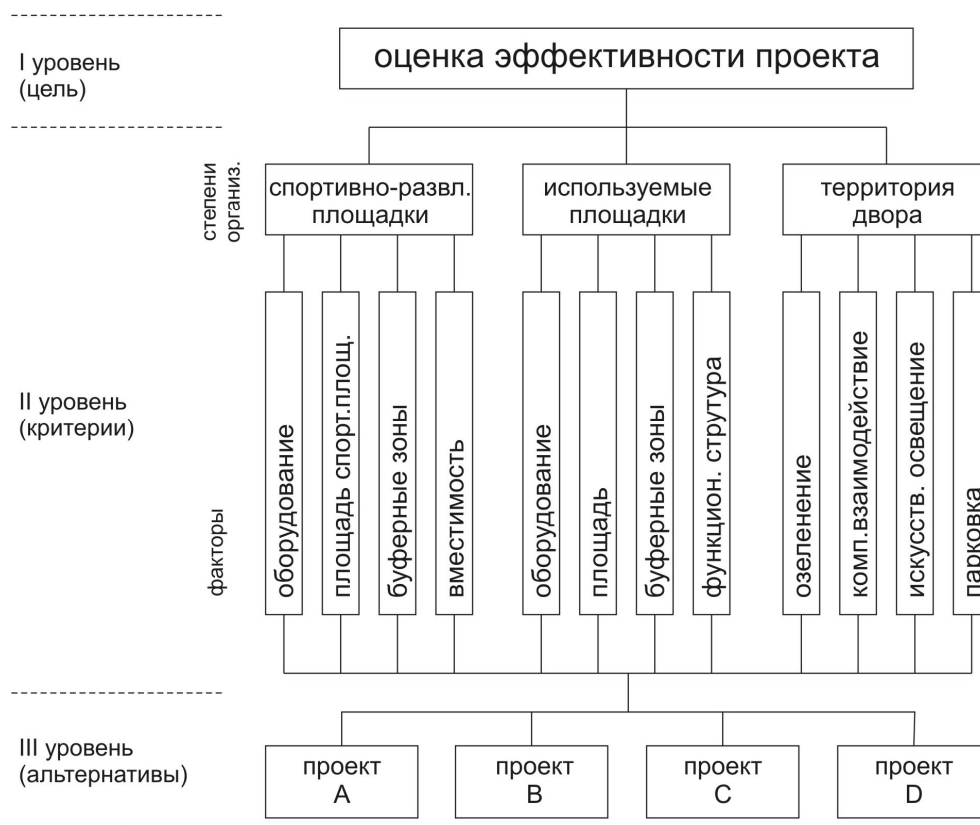 I уровень
(цель)
оценка эффективности проекта
степени
организ.
спортивно-развл.
площадки
используемые
площадки
территория
двора
II уровень
(критерии)
факторы
оборудование
площадь спорт.площ.
буферные зоны
вместимость
оборудование
площадь
буферные зоны
функцион. струтура
озеленение
комп.взаимодействие
искусств. освещение
парковка
III уровень
(альтернативы)
проект
A
проект
B
проект
C
проект
D